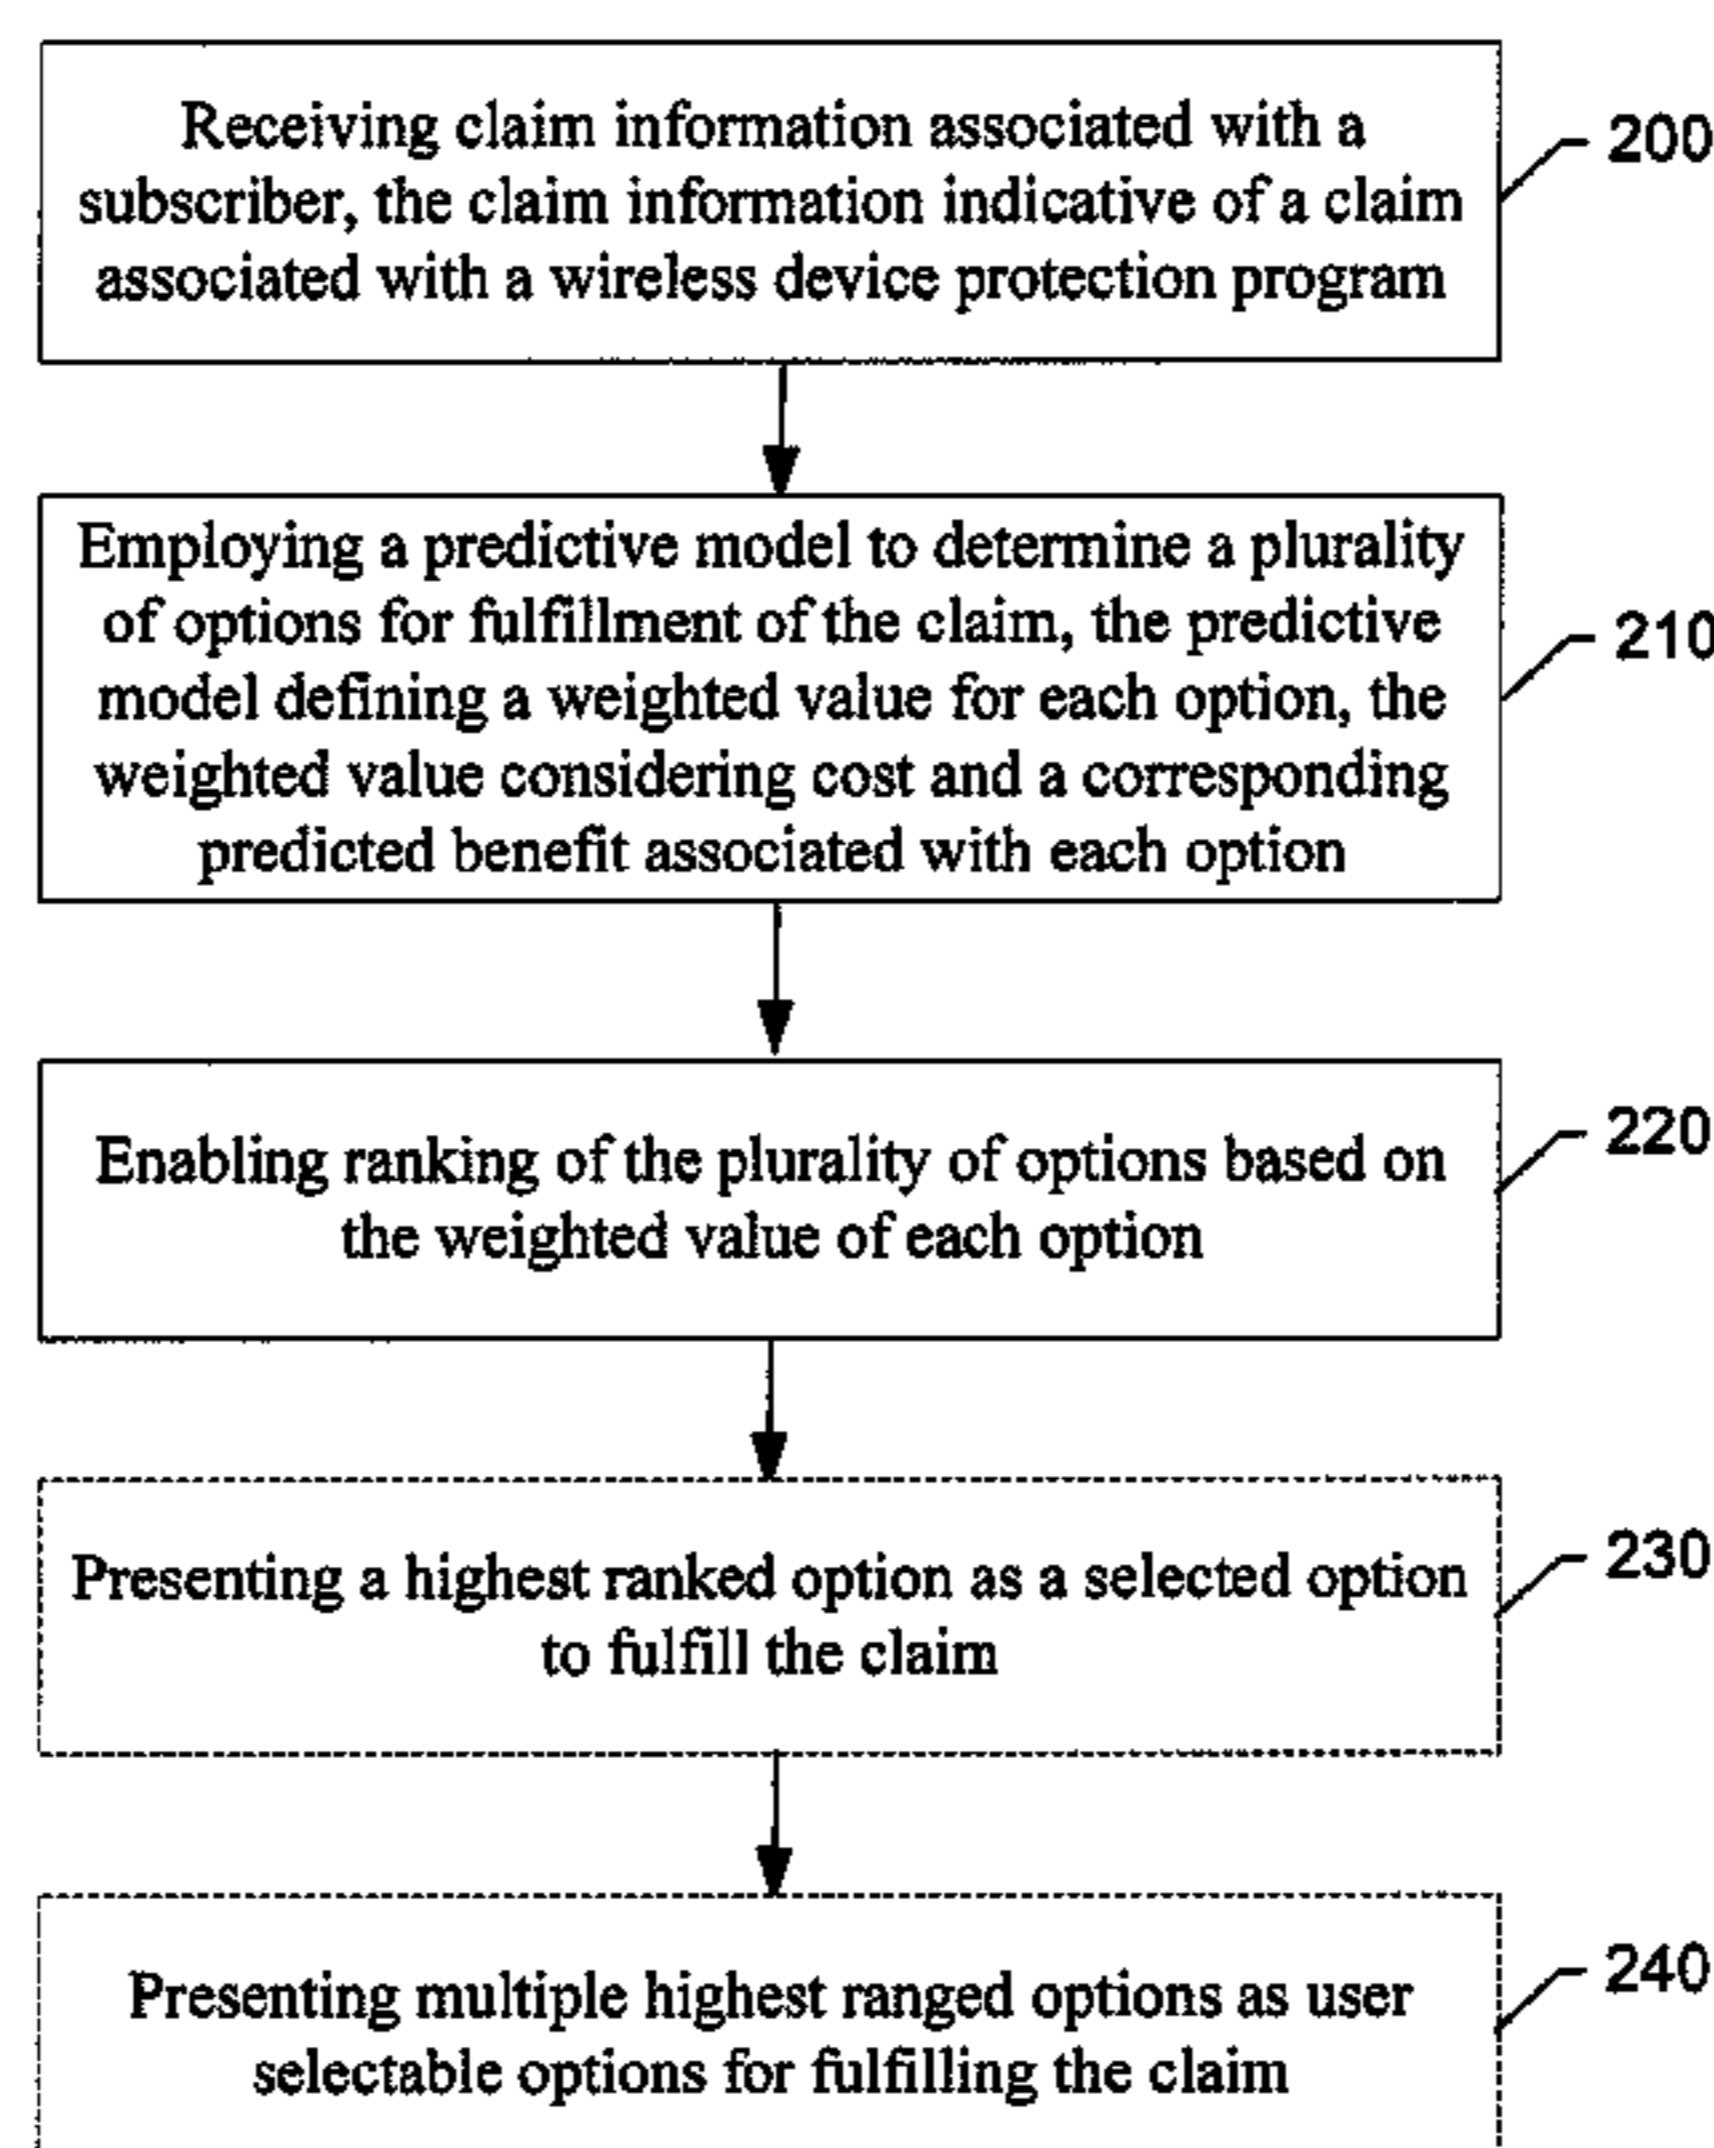 Receiving claim information associated with a
subscriber, the claim information indicative of a claim
associated with a wireless device protection program
200
Employing a predictive model to determine a plurality
of options for fulfillment of the claim, the predictive
model defining a weighted value for each option, the
weighted value considering cost and a corresponding
predicted benefit associated with each option
210
Enabling ranking of the plurality of options based on
the weighted value of each option
220
Presenting a highest ranked option as a selected option
to fulfill the claim
230
Presenting multiple highest ranged options as user
selectable options for fulfilling the claim
240